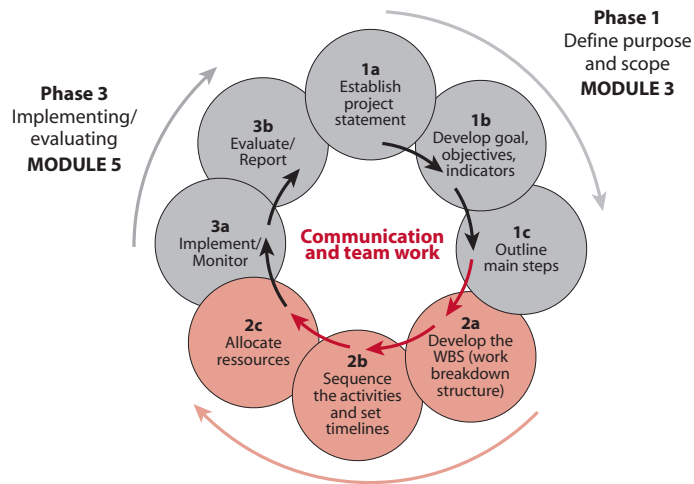 Phase 1
Define purpose
and scope
MODULE 3
Phase 3
Implementing/
evaluating
MODULE 5
1a
Establish
project
statement
1b
Develop goal,
objectives,
indicators
1c
Outline
main steps
2a
Develop the
WBS (work
breakdown
structure)
2b
Sequence
the activities
and set
timelines
2c
Allocate
ressources
3a
Implement/
Monitor
3b
Evaluate/
Report
Communication
and team work